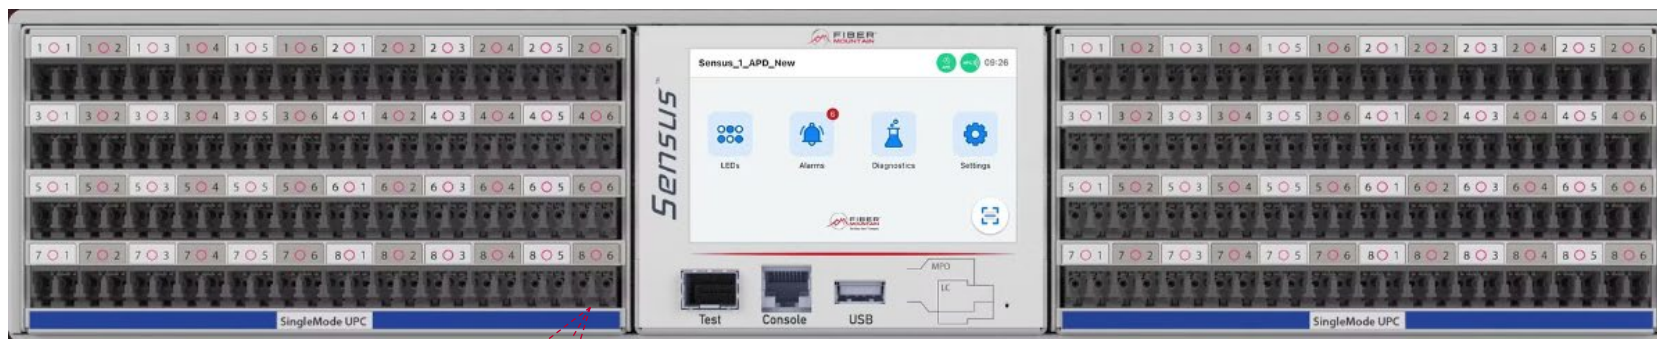 1 O 1 1 O 2 1 O 3 1 O 4 1 O 5 1 O 6 2 O 1 2 O 2 2 O 3 2 O 4 2 O 5 2 O 6
3 O 1 3 O 2 3 O 3 3 O 4 3 O 5 3 O 6 4 O 1 4 O 2 4 O 3 4 O 4 4 O 5 4 O 6
5 O 1 5 O 2 5 O 3 5 O 4 5 O 5 5 O 6 6 O 1 6 O 2 6 O 3 6 O 4 6 O 5 6 O 6
7 O 1 7 O 2 7 O 3 7 O 4 7 O 5 7 O 6 8 O 1 8 O 2 8 O 3 8 O 4 8 O 5 8 O 6
SingleMode UPC
Sensus
FIBER
MOUNTAIN
Sensus_1_APD_New 09:26
6
LEDs Alarms Diagnostics Settings
FIBER
MOUNTAIN
MPO
LC
Test Console USB
1 O 1 1 O 2 1 O 3 1 O 4 1 O 5 1 O 6 2 O 1 2 O 2 2 O 3 2 O 4 2 O 5 2 O 6
3 O 1 3 O 2 3 O 3 3 O 4 3 O 5 3 O 6 4 O 1 4 O 2 4 O 3 4 O 4 4 O 5 4 O 6
5 O 1 5 O 2 5 O 3 5 O 4 5 O 5 5 O 6 6 O 1 6 O 2 6 O 3 6 O 4 6 O 5 6 O 6
7 O 1 7 O 2 7 O 3 7 O 4 7 O 5 7 O 6 8 O 1 8 O 2 8 O 3 8 O 4 8 O 5 8 O 6
SingleMode UPC